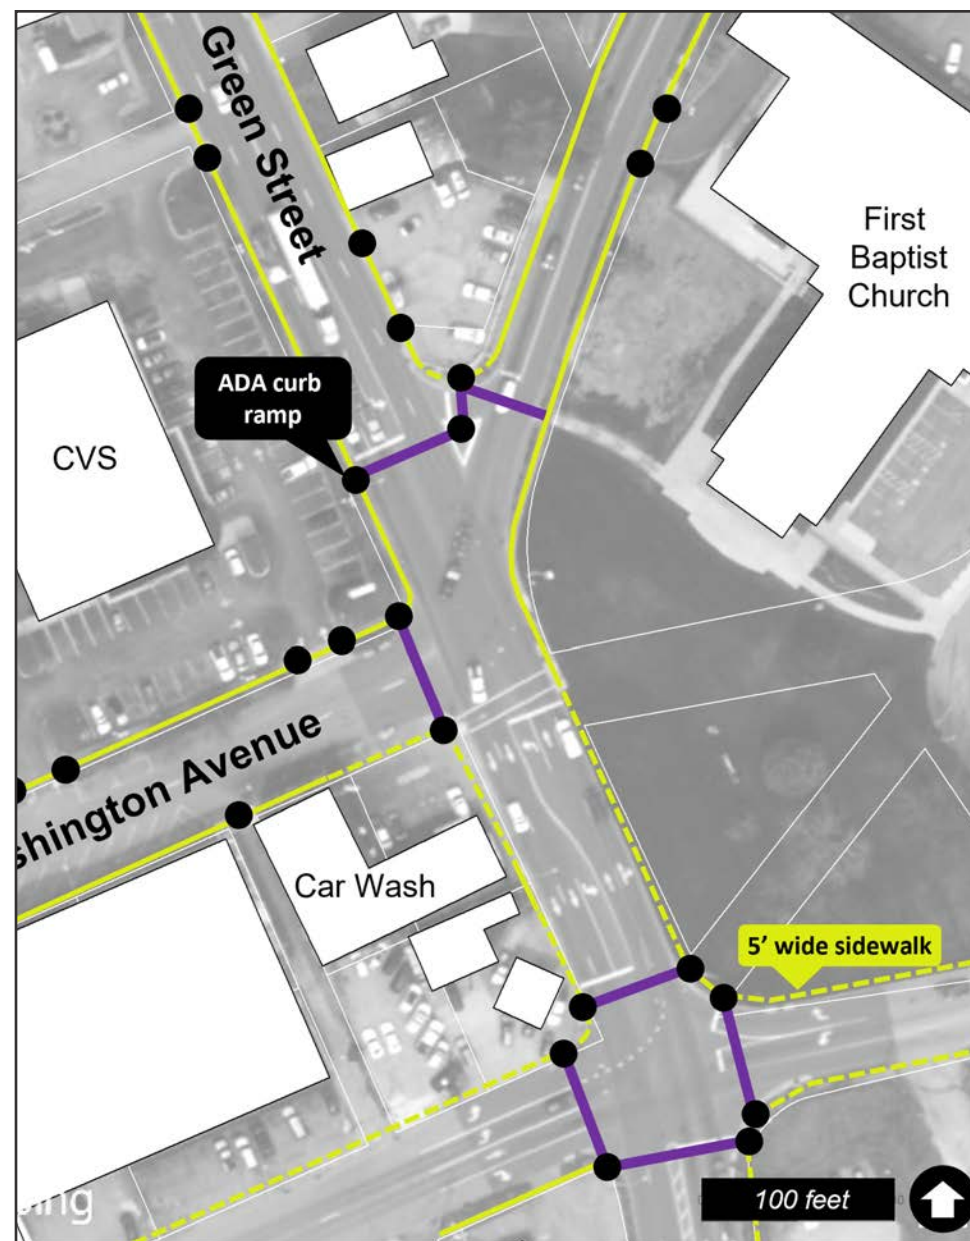 Green Street
First
Baptist
Church
ADA curb
ramp
CVS
shington Avenue
Car Wash
5' wide sidewalk
100 feet
ing